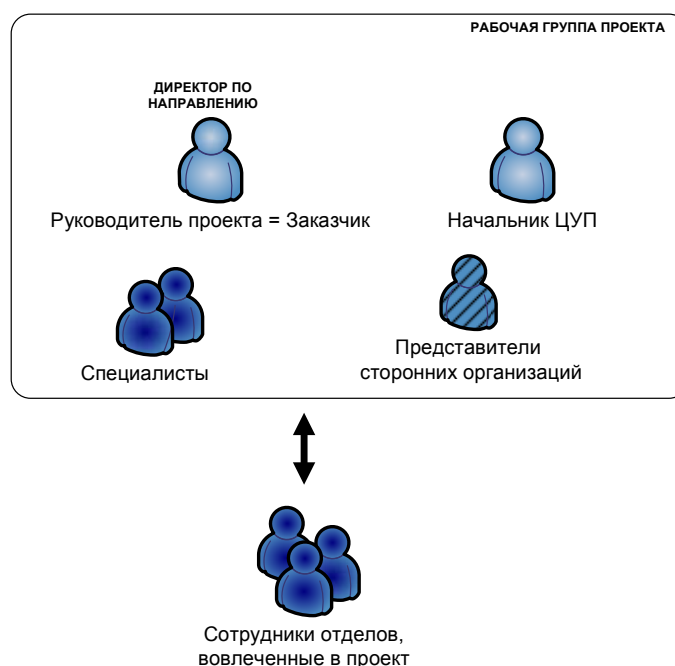 РАБОЧАЯ ГРУППА ПРОЕКТА
ДИРЕКТОР ПО
НАПРАВЛЕНИЮ
Руководитель проекта = Заказчик
Начальник ЦУП
Специалисты
Представители
сторонних организаций
Сотрудники отделов,
вовлеченные в проект